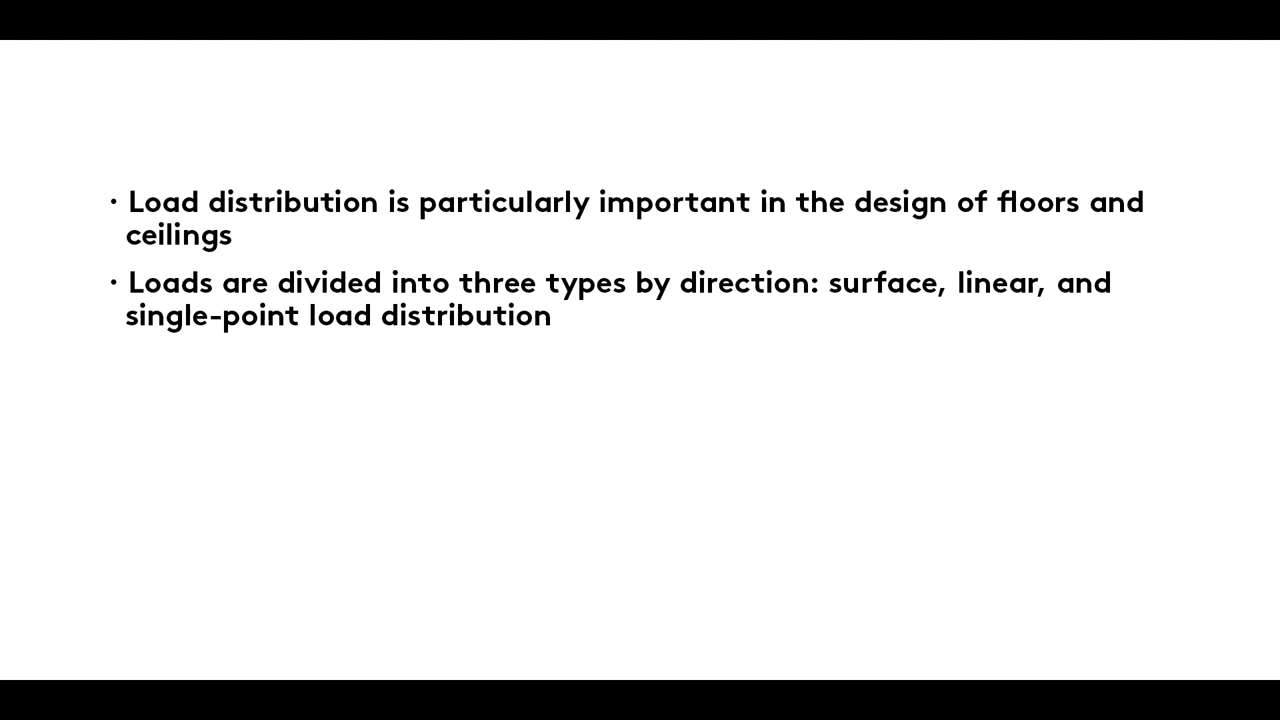 · Load distribution is particularly important in the design of floors and
ceilings
· Loads are divided into three types by direction: surface, linear, and
single-point load distribution